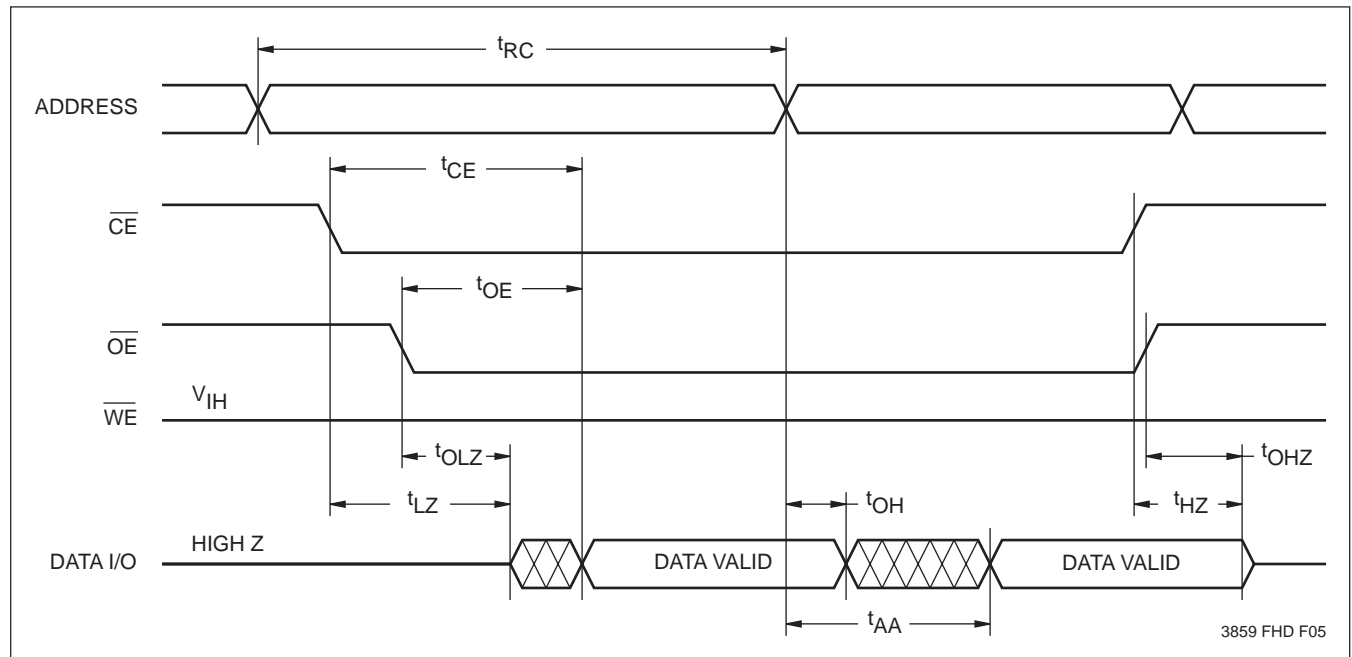 tRC
ADDRESS
tCE
CE
tOE
OE
VIH
WE
tOLZ
tOHZ
tLZ
tOH
tHZ
HIGH Z
DATA I/O
DATA VALID
DATA VALID
tAA
3859 FHD F05